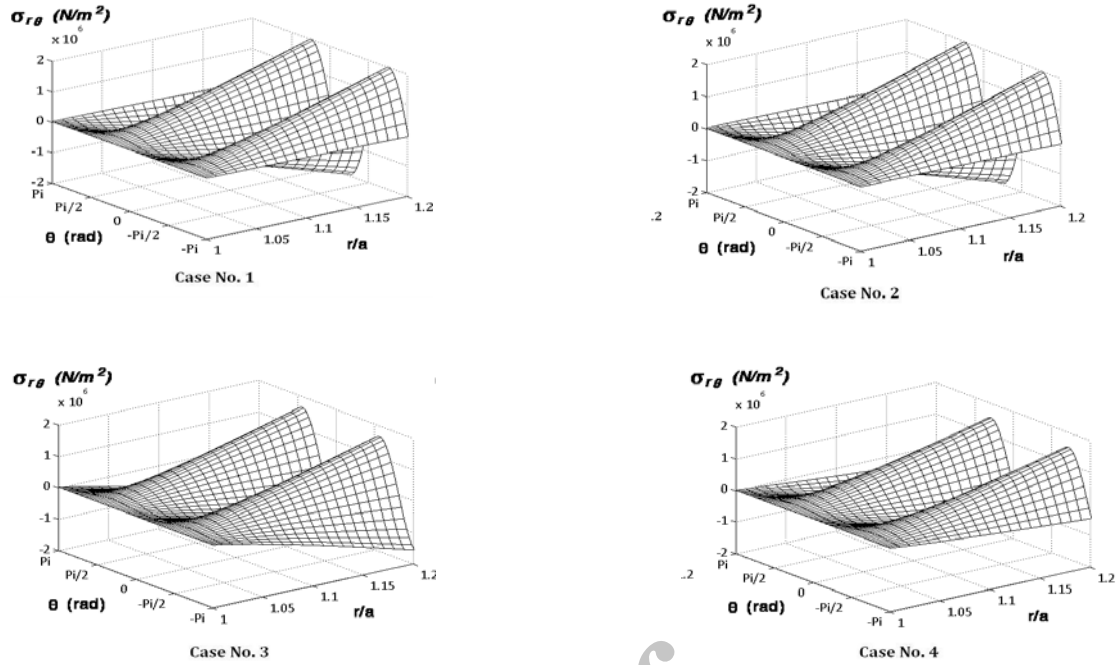 σrθ (N/m²)
x 10⁶
2
1
0
-1
-2
Pi
Pi/2
0
-Pi/2
-Pi
θ (rad)
1
1.05
1.1
1.15
1.2
r/a
Case No. 1
σrθ (N/m²)
x 10⁶
2
1
0
-1
-2
.2
Pi
Pi/2
0
-Pi/2
-Pi
θ (rad)
1
1.05
1.1
1.15
1.2
r/a
Case No. 2
σrθ (N/m²)
x 10⁶
2
1
0
-1
-2
Pi
Pi/2
0
-Pi/2
-Pi
θ (rad)
1
1.05
1.1
1.15
1.2
r/a
Case No. 3
σrθ (N/m²)
x 10⁶
2
1
0
-1
-2
.2
Pi
Pi/2
0
-Pi/2
-Pi
θ (rad)
1
1.05
1.1
1.15
1.2
r/a
Case No. 4